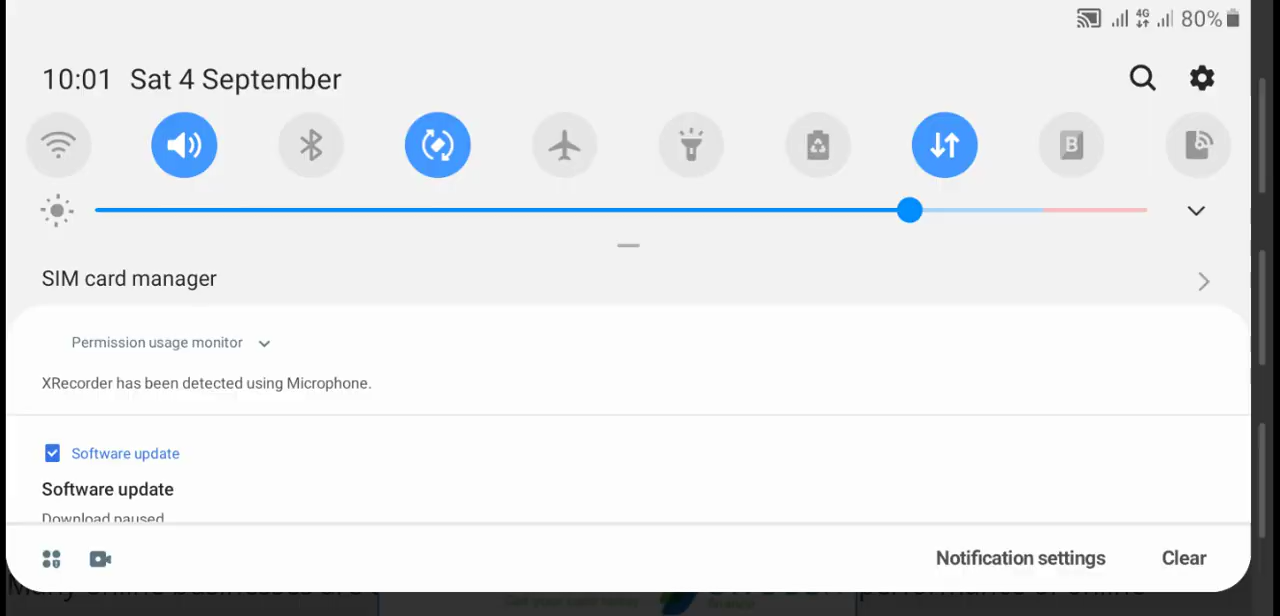 4G 80%
10:01 Sat 4 September
B
SIM card manager
Permission usage monitor
XRecorder has been detected using Microphone.
Software update
Software update
Download paused
Notification settings Clear